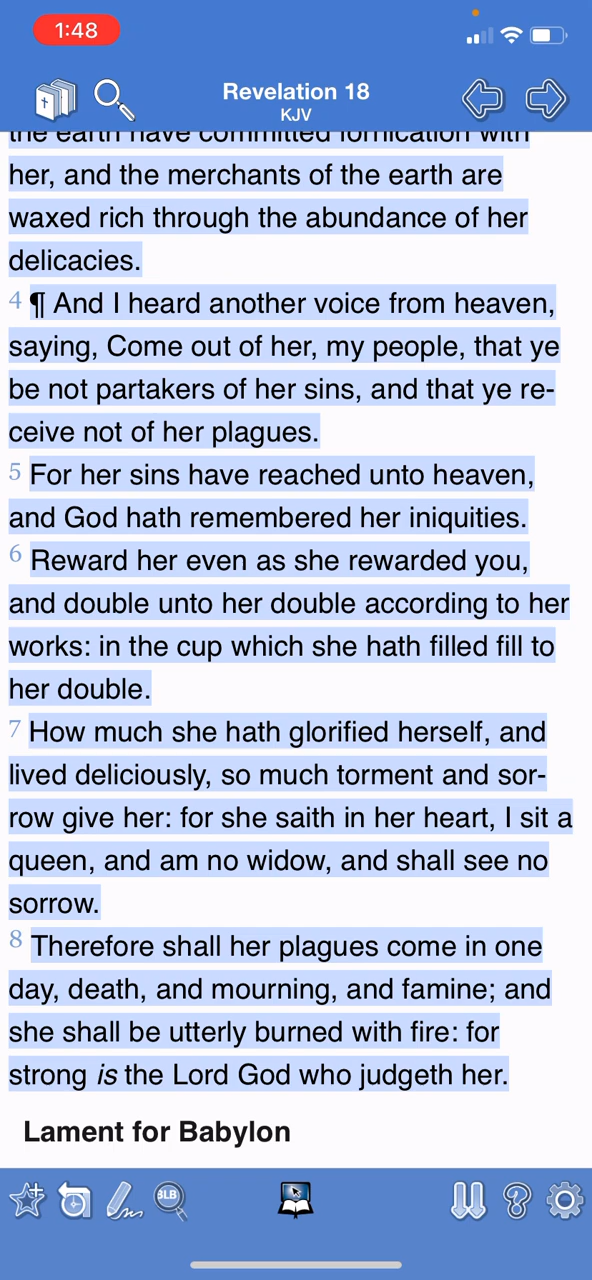 1:48
Revelation 18
KJV
the earth have committed fornication with
her, and the merchants of the earth are
waxed rich through the abundance of her
delicacies.
4 ¶ And I heard another voice from heaven,
saying, Come out of her, my people, that ye
be not partakers of her sins, and that ye re-
ceive not of her plagues.
5 For her sins have reached unto heaven,
and God hath remembered her iniquities.
6 Reward her even as she rewarded you,
and double unto her double according to her
works: in the cup which she hath filled fill to
her double.
7 How much she hath glorified herself, and
lived deliciously, so much torment and sor-
row give her: for she saith in her heart, I sit a
queen, and am no widow, and shall see no
sorrow.
8 Therefore shall her plagues come in one
day, death, and mourning, and famine; and
she shall be utterly burned with fire: for
strong is the Lord God who judgeth her.
Lament for Babylon
BLB